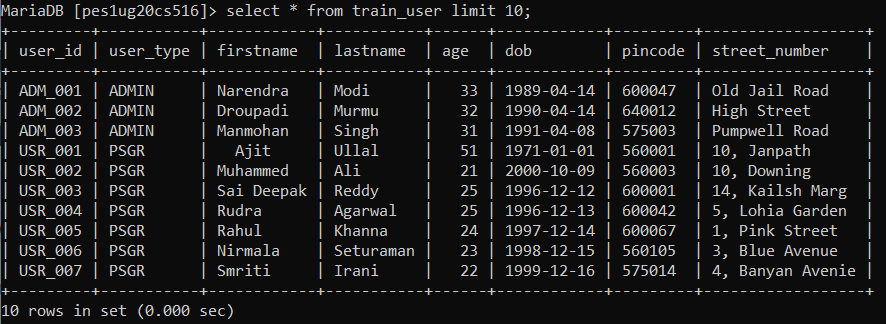 MariaDB [pes1ug20cs516]> select * from train_user limit 10;
+---------+-----------+------------+-----------+------+------------+---------+-----------------+
| user_id | user_type | firstname  | lastname  | age  | dob        | pincode | street_number   |
+---------+-----------+------------+-----------+------+------------+---------+-----------------+
| ADM_001 | ADMIN     | Narendra   | Modi      |   33 | 1989-04-14 | 600047  | Old Jail Road   |
| ADM_002 | ADMIN     | Droupadi   | Murmu     |   32 | 1990-04-14 | 640012  | High Street     |
| ADM_003 | ADMIN     | Manmohan   | Singh     |   31 | 1991-04-08 | 575003  | Pumpwell Road   |
| USR_001 | PSGR      |   Ajit     | Ullal     |   51 | 1971-01-01 | 560001  | 10, Janpath     |
| USR_002 | PSGR      | Muhammed   | Ali       |   21 | 2000-10-09 | 560003  | 10, Downing     |
| USR_003 | PSGR      | Sai Deepak | Reddy     |   25 | 1996-12-12 | 600001  | 14, Kailsh Marg |
| USR_004 | PSGR      | Rudra      | Agarwal   |   25 | 1996-12-13 | 600042  | 5, Lohia Garden |
| USR_005 | PSGR      | Rahul      | Khanna    |   24 | 1997-12-14 | 600067  | 1, Pink Street  |
| USR_006 | PSGR      | Nirmala    | Seturaman |   23 | 1998-12-15 | 560105  | 3, Blue Avenue  |
| USR_007 | PSGR      | Smriti     | Irani     |   22 | 1999-12-16 | 575014  | 4, Banyan Avenie |
+---------+-----------+------------+-----------+------+------------+---------+-----------------+
10 rows in set (0.000 sec)